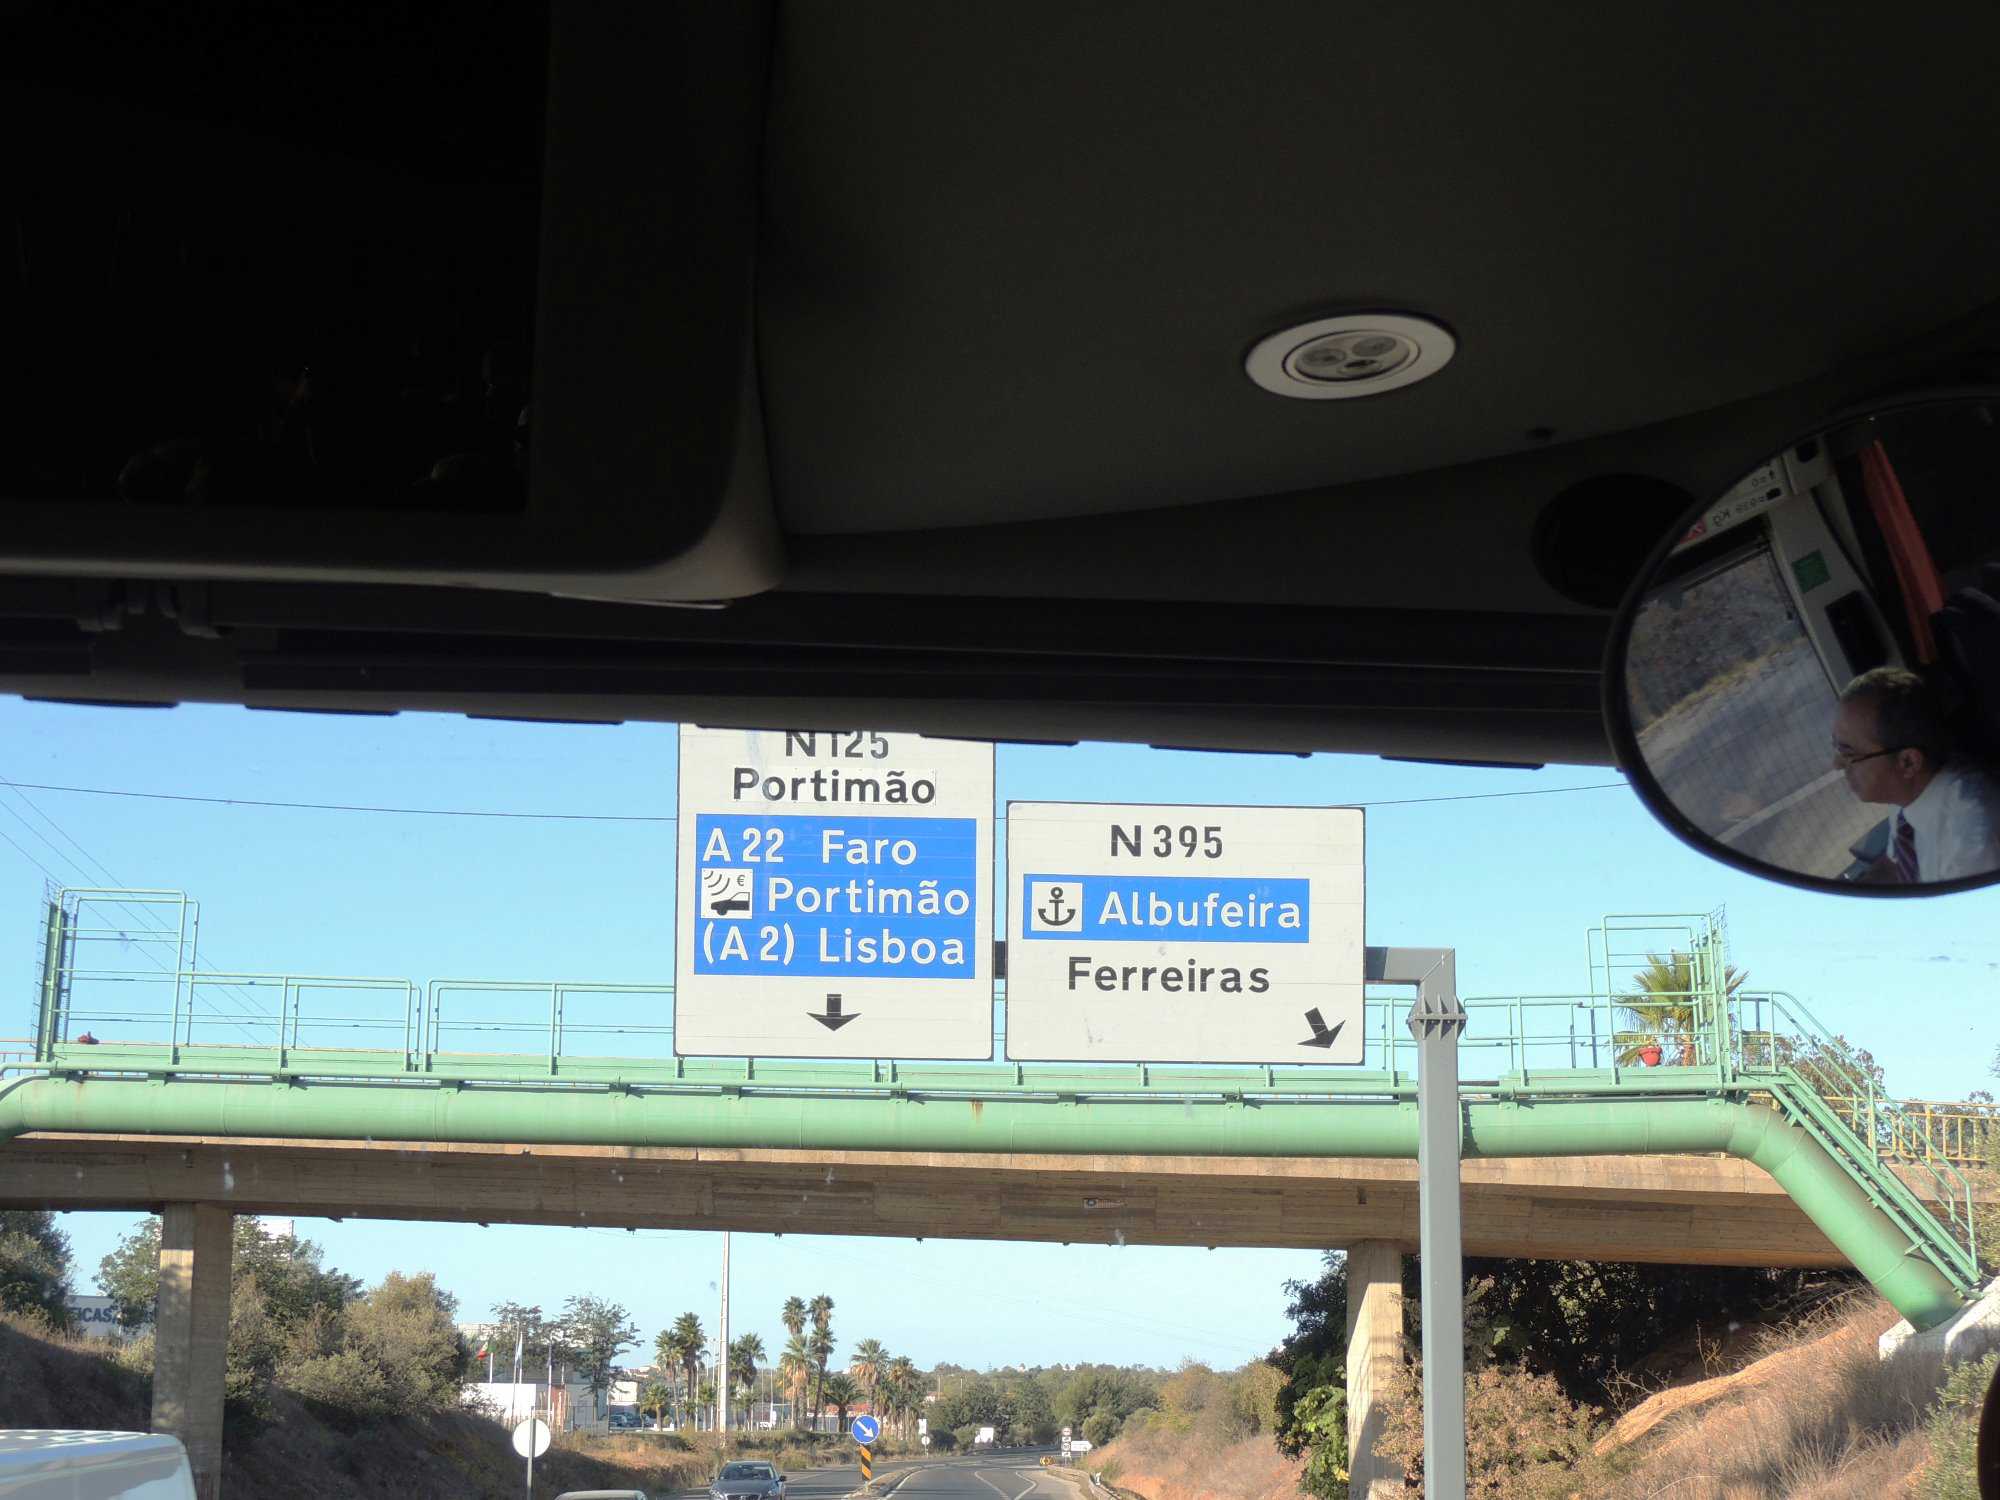 N125
Portimão
A22 Faro
€ Portimão
(A2) Lisboa
N395
Albufeira
Ferreiras